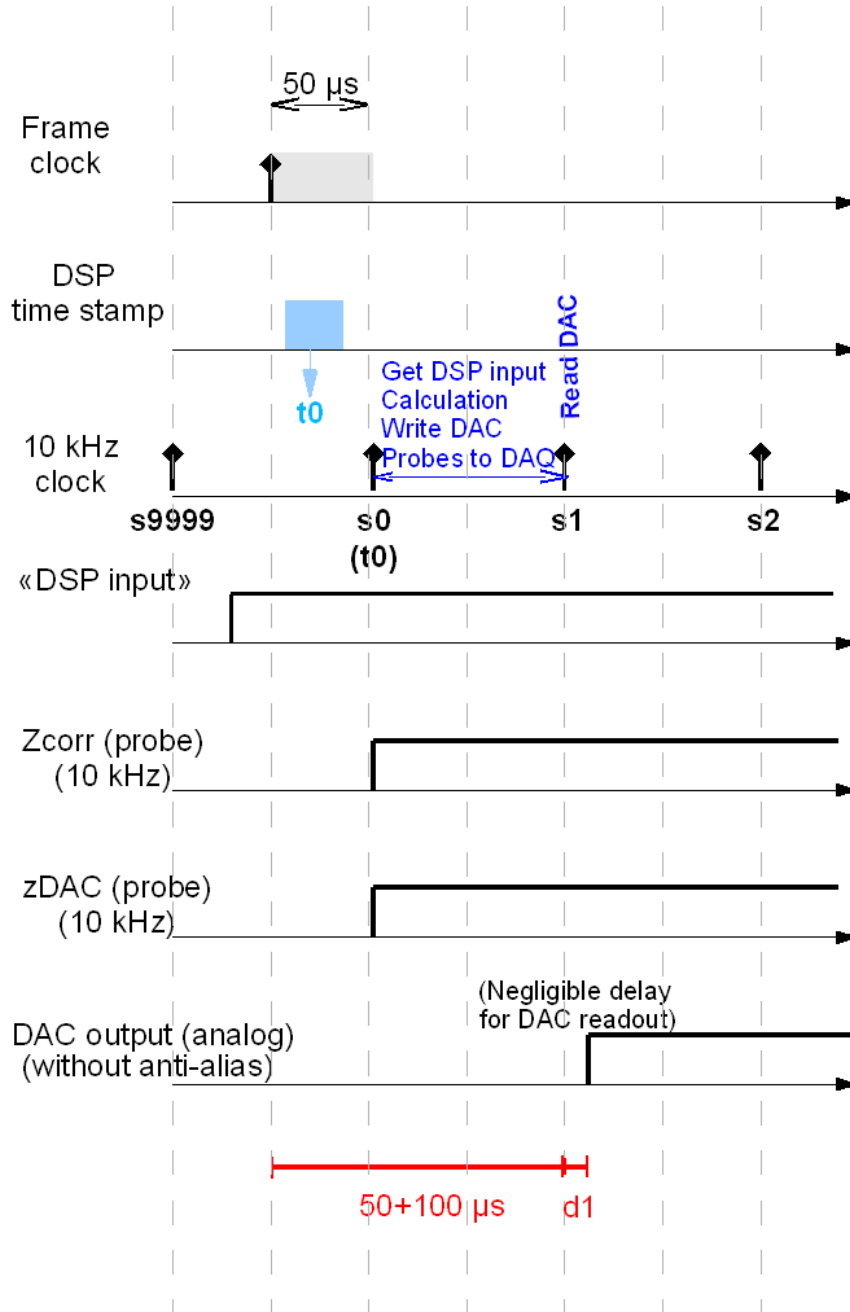 50 µs
Frame
clock
DSP
time stamp
t0
Read DAC
Get DSP input
Calculation
Write DAC
Probes to DAQ
10 kHz
clock
s9999
s0
(t0)
s1
s2
«DSP input»
Zcorr (probe)
(10 kHz)
zDAC (probe)
(10 kHz)
(Negligible delay
for DAC readout)
DAC output (analog)
(without anti-alias)
50+100 µs
d1